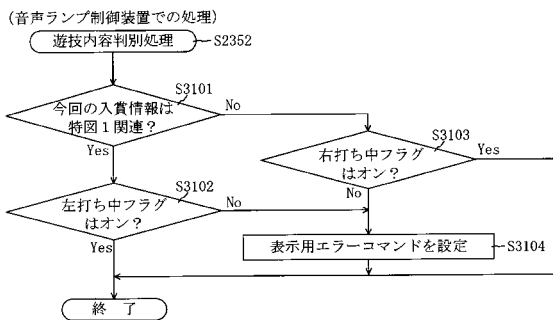 (音声ランプ制御装置での処理)
遊技内容判別処理
S2352
S3101
今回の入賞情報は
特図1関連?
No
Yes
S3103
右打ち中フラグ
はオン?
Yes
No
S3102
左打ち中フラグ
はオン?
No
Yes
表示用エラーコマンドを設定
S3104
終 了